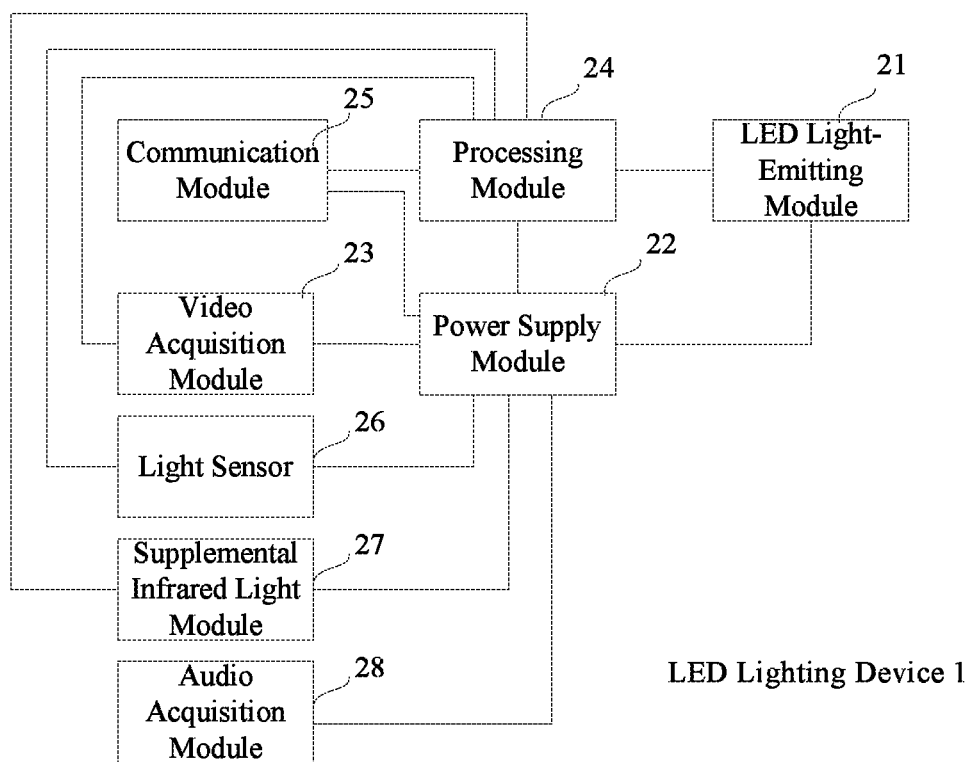 25
24
21
Communication
Module
Processing
Module
LED Light-
Emitting
Module
23
22
Video
Acquisition
Module
Power Supply
Module
26
Light Sensor
27
Supplemental
Infrared Light
Module
28
Audio
Acquisition
Module
LED Lighting Device 1